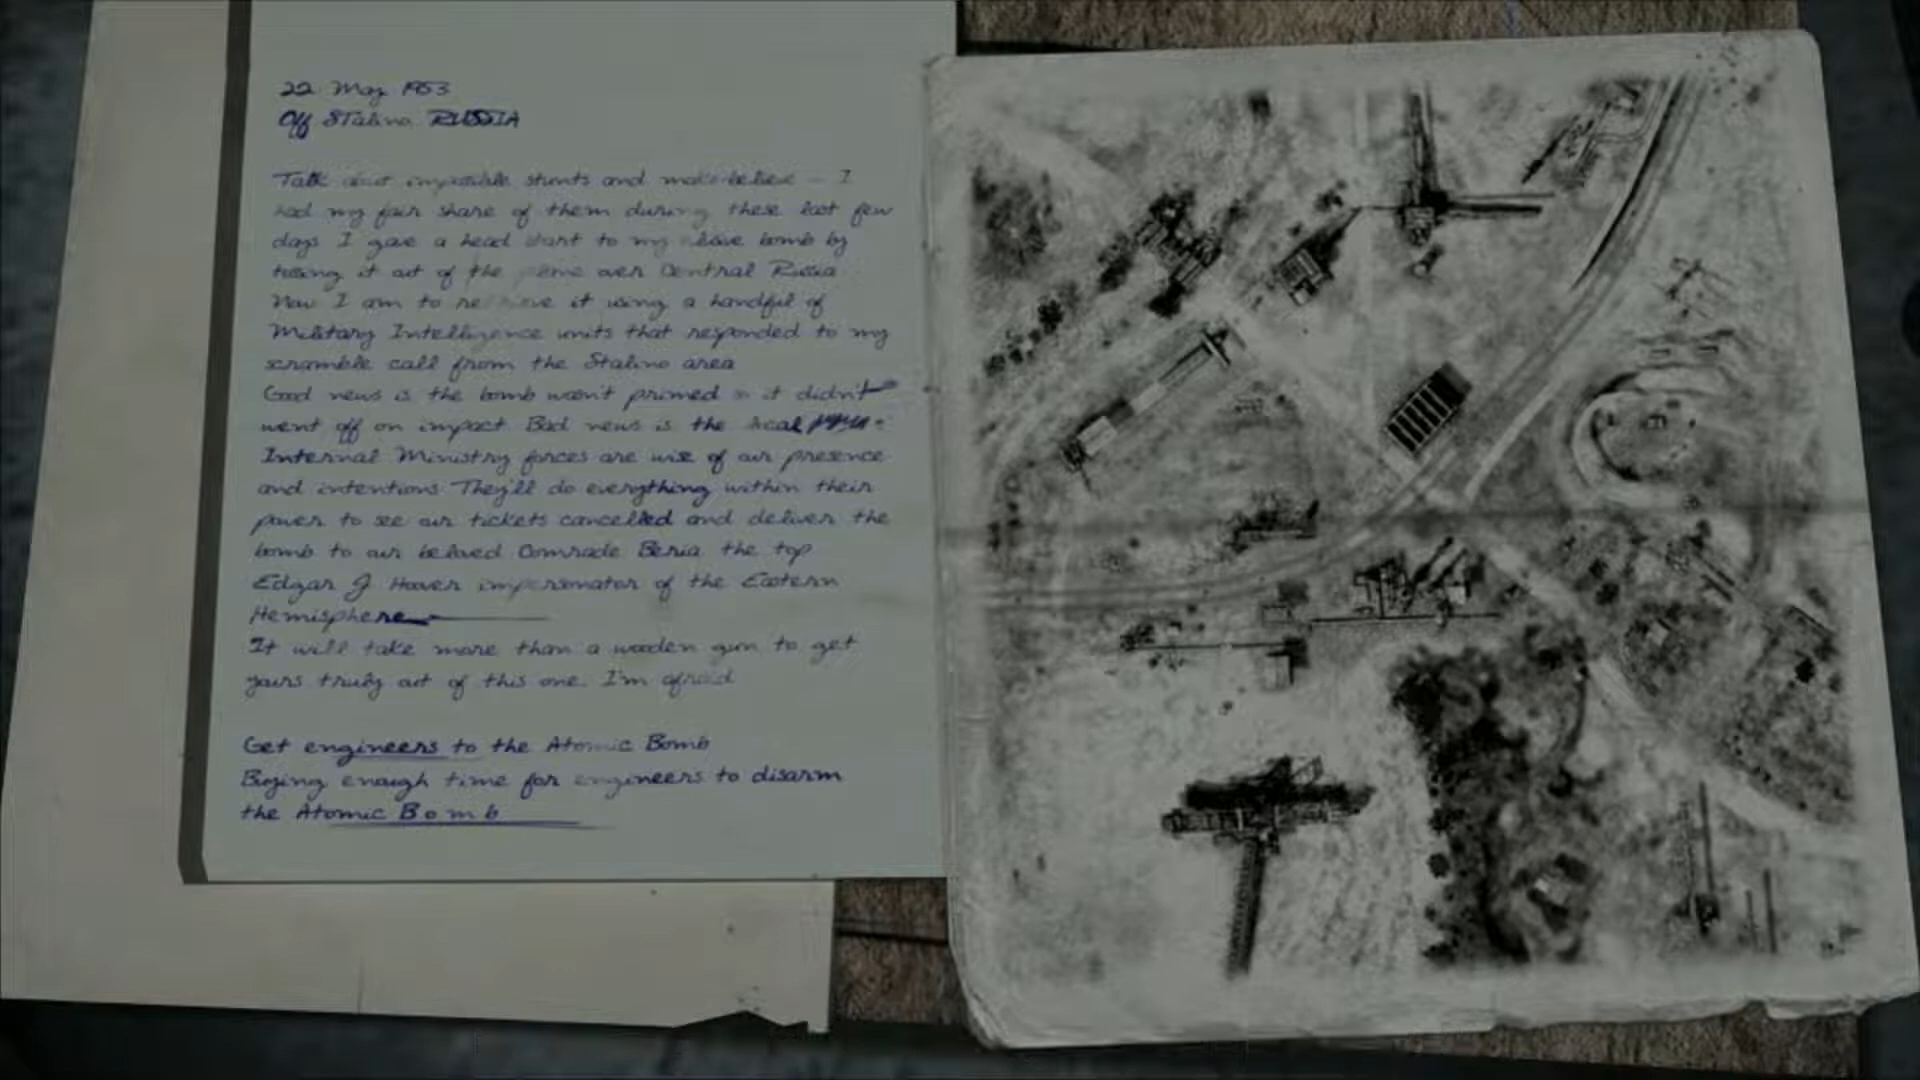 22 May 1953
Off Stalino RUSSIA
Talk about impossible stunts and make-believe - I
had my fair share of them during these last few
days I gave a head start to my above bomb by
tossing it out of the plane over Central Russia
Now I am to retrieve it using a handful of
Military Intelligence units that responded to my
scramble call from the Stalino area
Good news is the bomb wasn't primed so it didn't
went off on impact Bad news is the local
Internal Ministry forces are wise of our presence
and intentions They'll do everything within their
power to see our tickets cancelled and deliver the
bomb to our beloved Comrade Beria the top
Edgar J Hoover impersonator of the Eastern
Hemisphere
It will take more than a wooden gun to get
yours truly out of this one. I'm afraid
Get engineers to the Atomic Bomb
Buying enough time for engineers to disarm
the Atomic Bomb